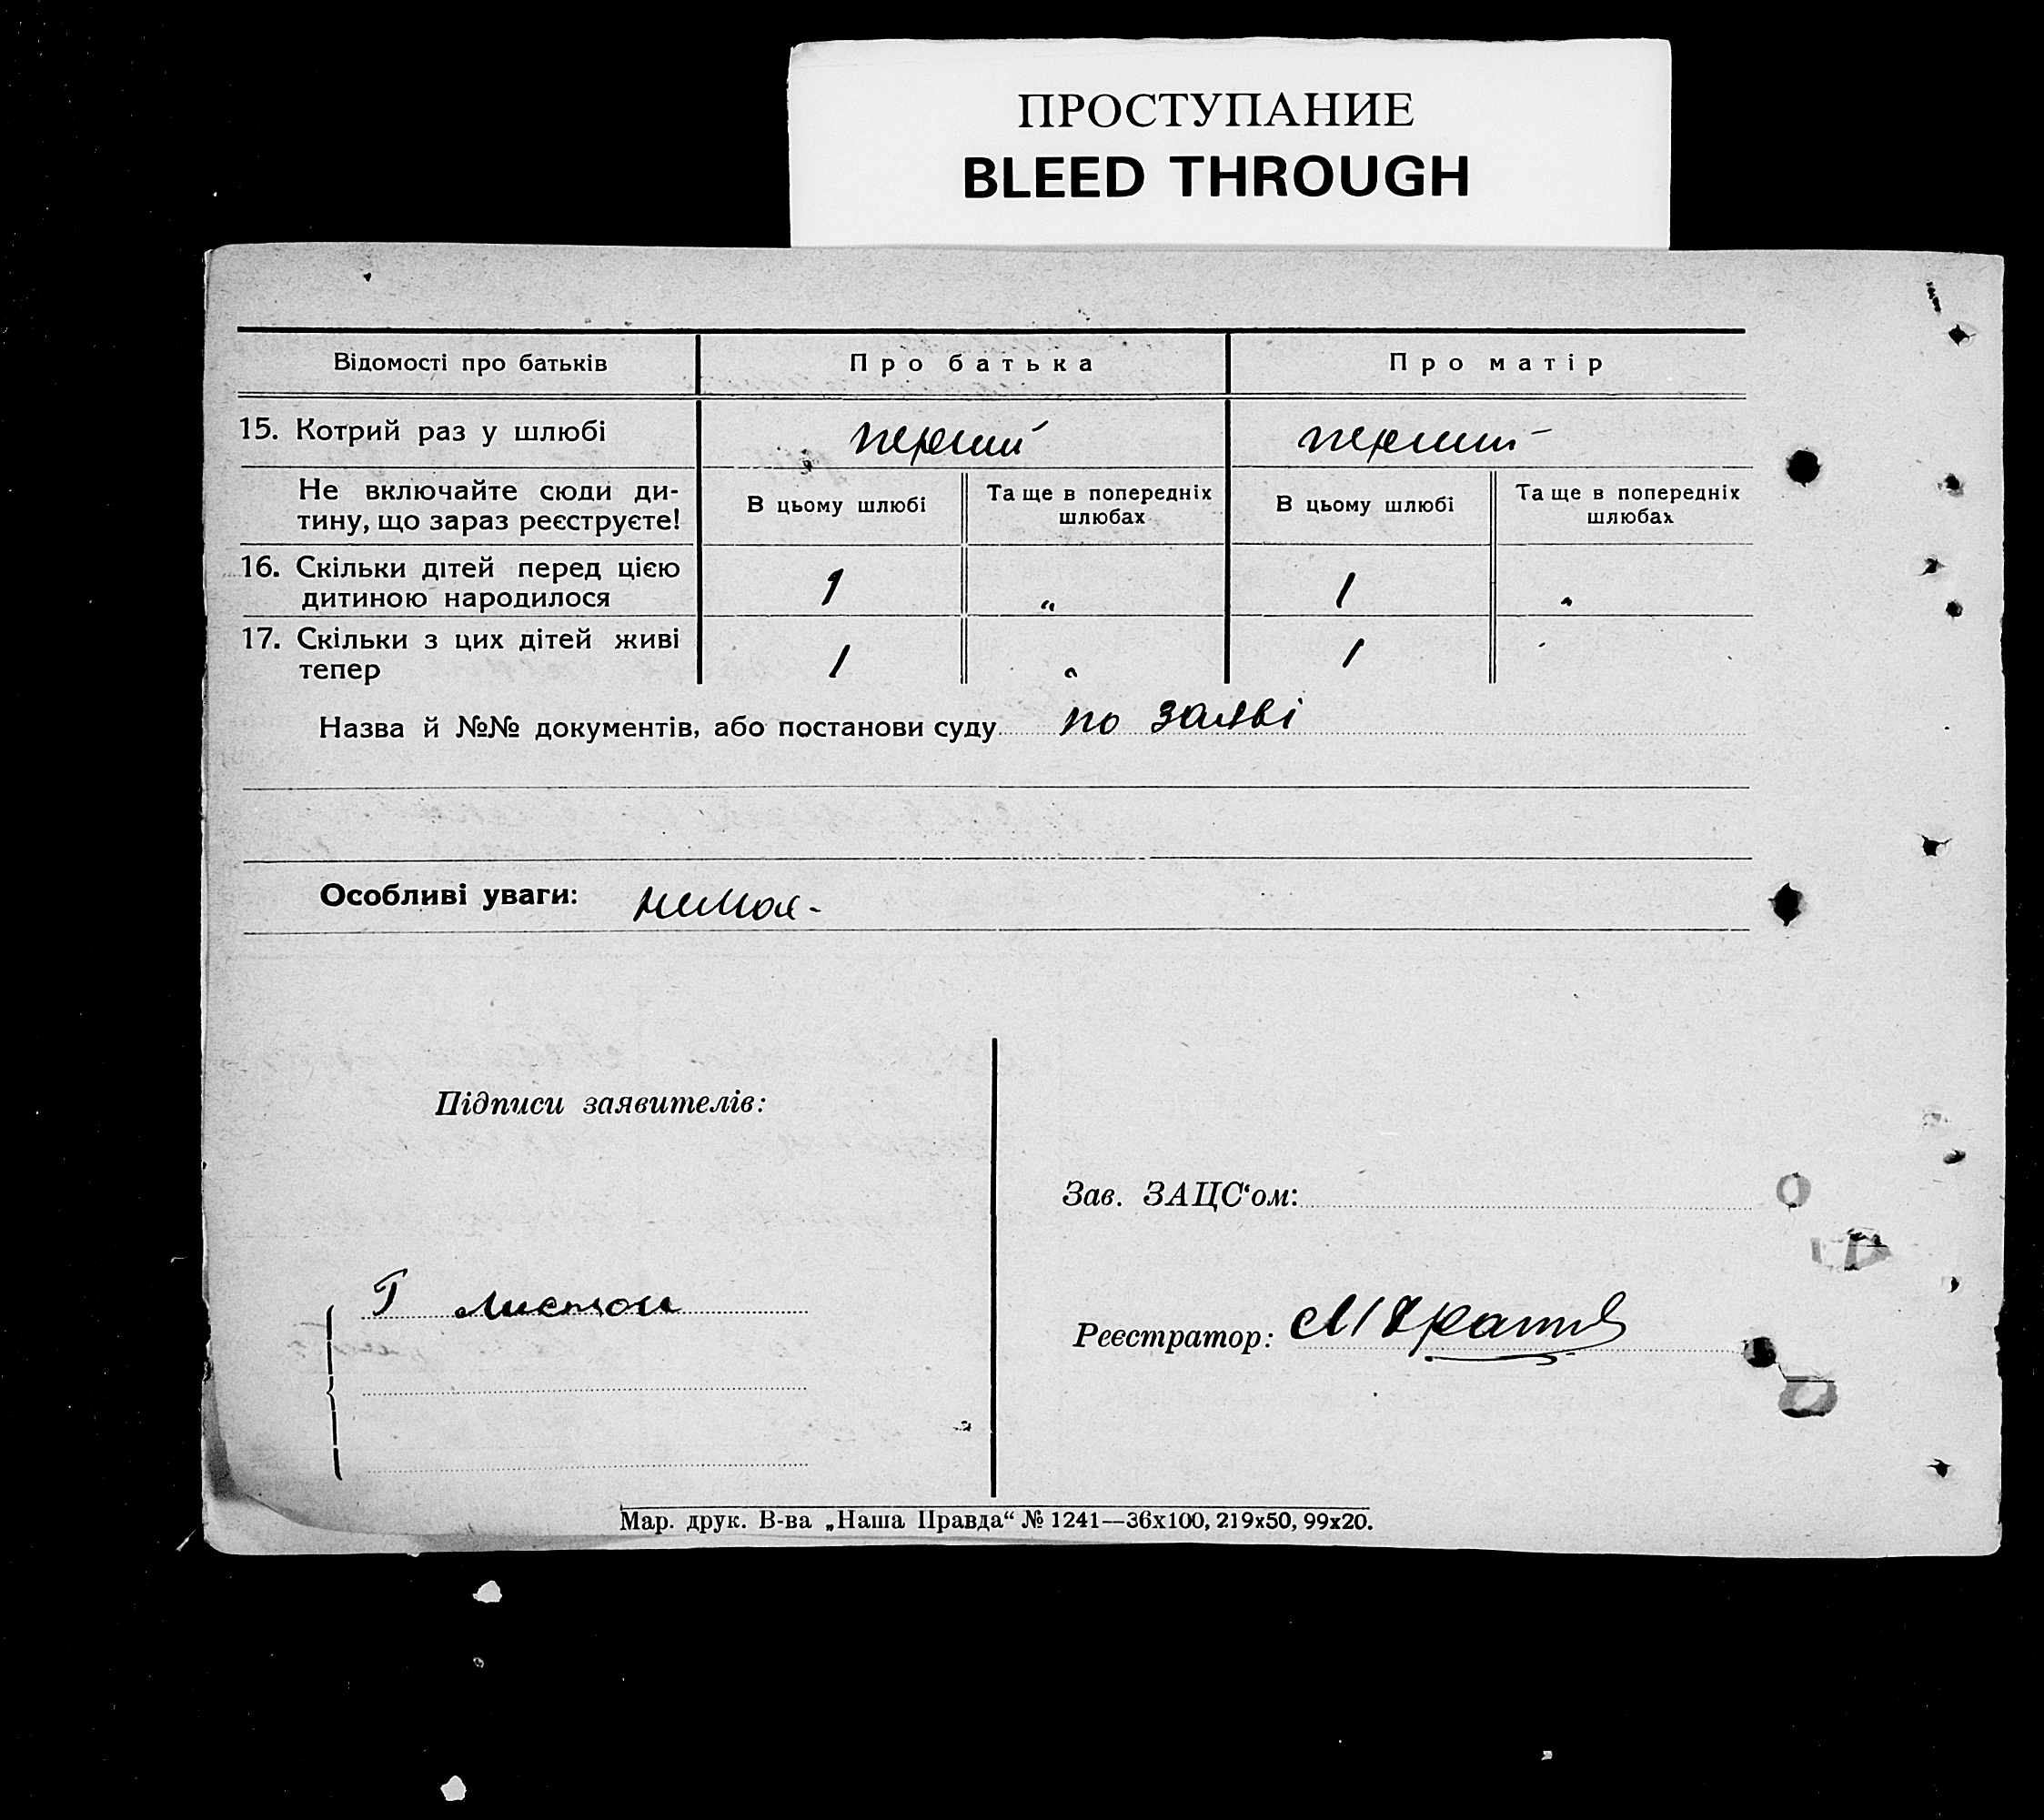 ПРОСТУПАНИЕ
BLEED THROUGH
Відомості про батьків Про батька Про матір
15. Котрий раз у шлюбі перший перший
Не включайте сюди ди-
тину, що зараз реєструєте!
В цьому шлюбі Та ще в попередніх шлюбах В цьому шлюбі Та ще в попередніх шлюбах
16. Скільки дітей перед цією
дитиною народилося 1 " 1 "
17. Скільки з цих дітей живі
тепер 1 " 1
Назва й №№ документів, або постанови суду по заяві
Особливі уваги: немає -
Підписи заявителів:
Зав. ЗАЦС‘ом:
Г
Реєстратор:
Мар. друк. В-ва „Наша Правда“ № 1241—36х100, 219х50, 99х20.